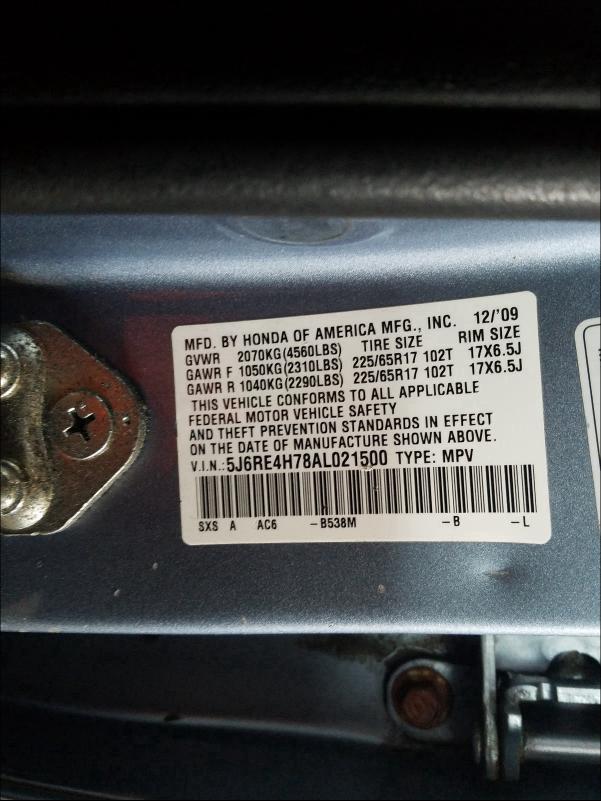 MFD. BY HONDA OF AMERICA MFG., INC. 12/'09
GVWR 2070KG(4560LBS) TIRE SIZE RIM SIZE
GAWR F 1050KG(2310LBS) 225/65R17 102T 17X6.5J
GAWR R 1040KG(2290LBS) 225/65R17 102T 17X6.5J
THIS VEHICLE CONFORMS TO ALL APPLICABLE
FEDERAL MOTOR VEHICLE SAFETY
AND THEFT PREVENTION STANDARDS IN EFFECT
ON THE DATE OF MANUFACTURE SHOWN ABOVE.
V.I.N.:5J6RE4H78AL021500 TYPE: MPV
SXS A AC6 -B538M -B -L